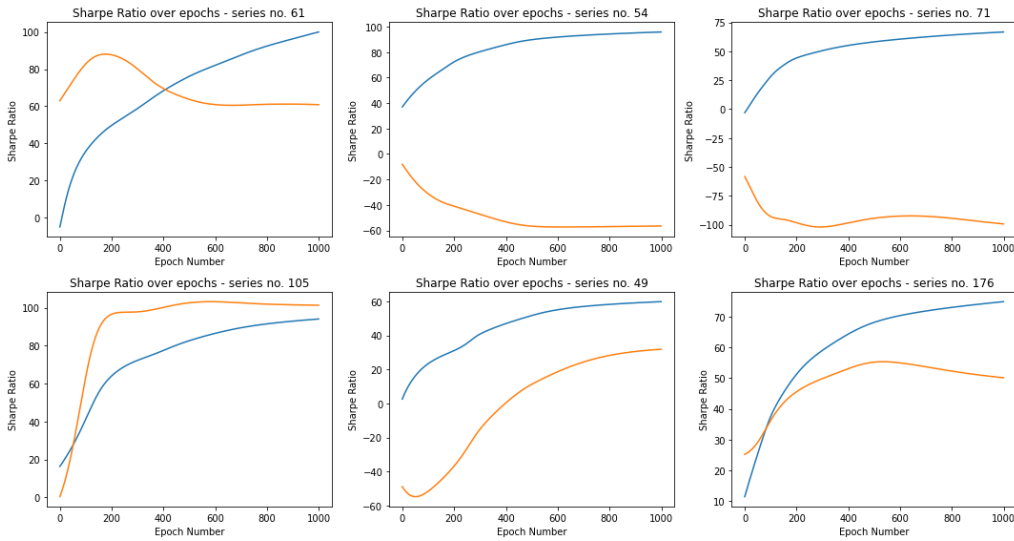 Sharpe Ratio over epochs - series no. 61
Sharpe Ratio
100
80
60
40
20
0
0 200 400 600 800 1000
Epoch Number
Sharpe Ratio over epochs - series no. 54
Sharpe Ratio
100
80
60
40
20
0
−20
−40
−60
0 200 400 600 800 1000
Epoch Number
Sharpe Ratio over epochs - series no. 71
Sharpe Ratio
75
50
25
0
−25
−50
−75
−100
0 200 400 600 800 1000
Epoch Number
Sharpe Ratio over epochs - series no. 105
Sharpe Ratio
100
80
60
40
20
0
0 200 400 600 800 1000
Epoch Number
Sharpe Ratio over epochs - series no. 49
Sharpe Ratio
60
40
20
0
−20
−40
−60
0 200 400 600 800 1000
Epoch Number
Sharpe Ratio over epochs - series no. 176
Sharpe Ratio
70
60
50
40
30
20
10
0 200 400 600 800 1000
Epoch Number